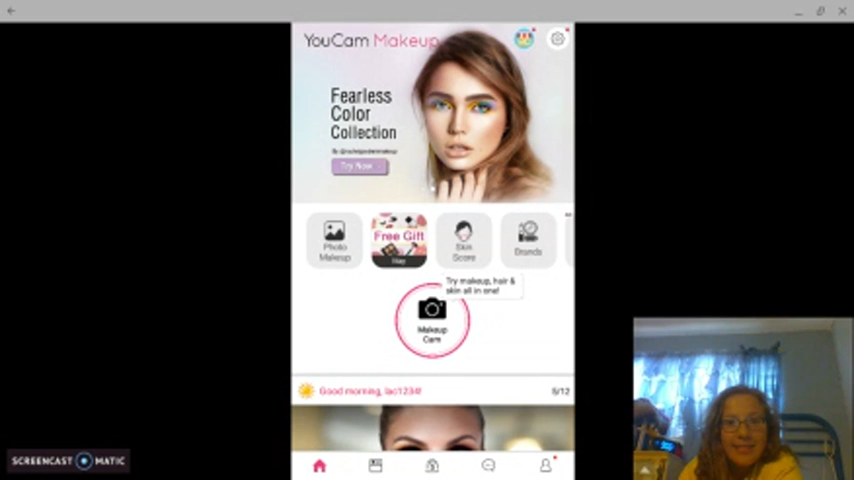 YouCam Makeup
Fearless
Color
Collection
Try Now
Photo
Makeup
Free Gift
May
Skin
Score
Brands
Try makeup, hair &
skin all in one!
Makeup
Cam
Good morning, lac1234!
5/12
SCREENCAST MATIC